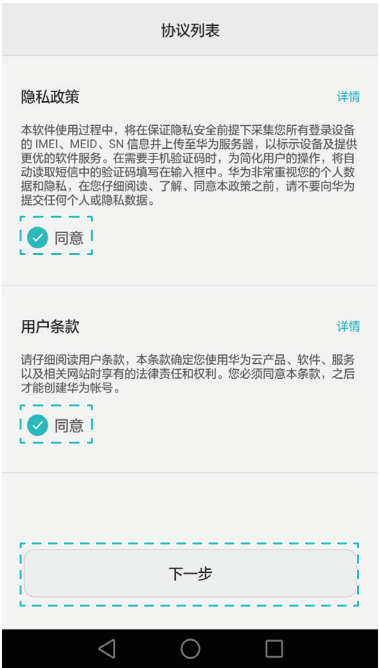 协议列表
隐私政策
详情
本软件使用过程中，将在保证隐私安全前提下采集您所有登录设备
的 IMEI、MEID、SN 信息并上传至华为服务器，以标示设备及提供
更优的软件服务。在需要手机验证码时，为简化用户的操作，将自
动读取短信中的验证码填写在输入框中。华为非常重视您的个人数
据和隐私，在您仔细阅读、了解、同意本政策之前，请不要向华为
提交任何个人或隐私数据。
同意
用户条款
详情
请仔细阅读用户条款，本条款确定您使用华为云产品、软件、服务
以及相关网站时享有的法律责任和权利。您必须同意本条款，之后
才能创建华为帐号。
同意
下一步